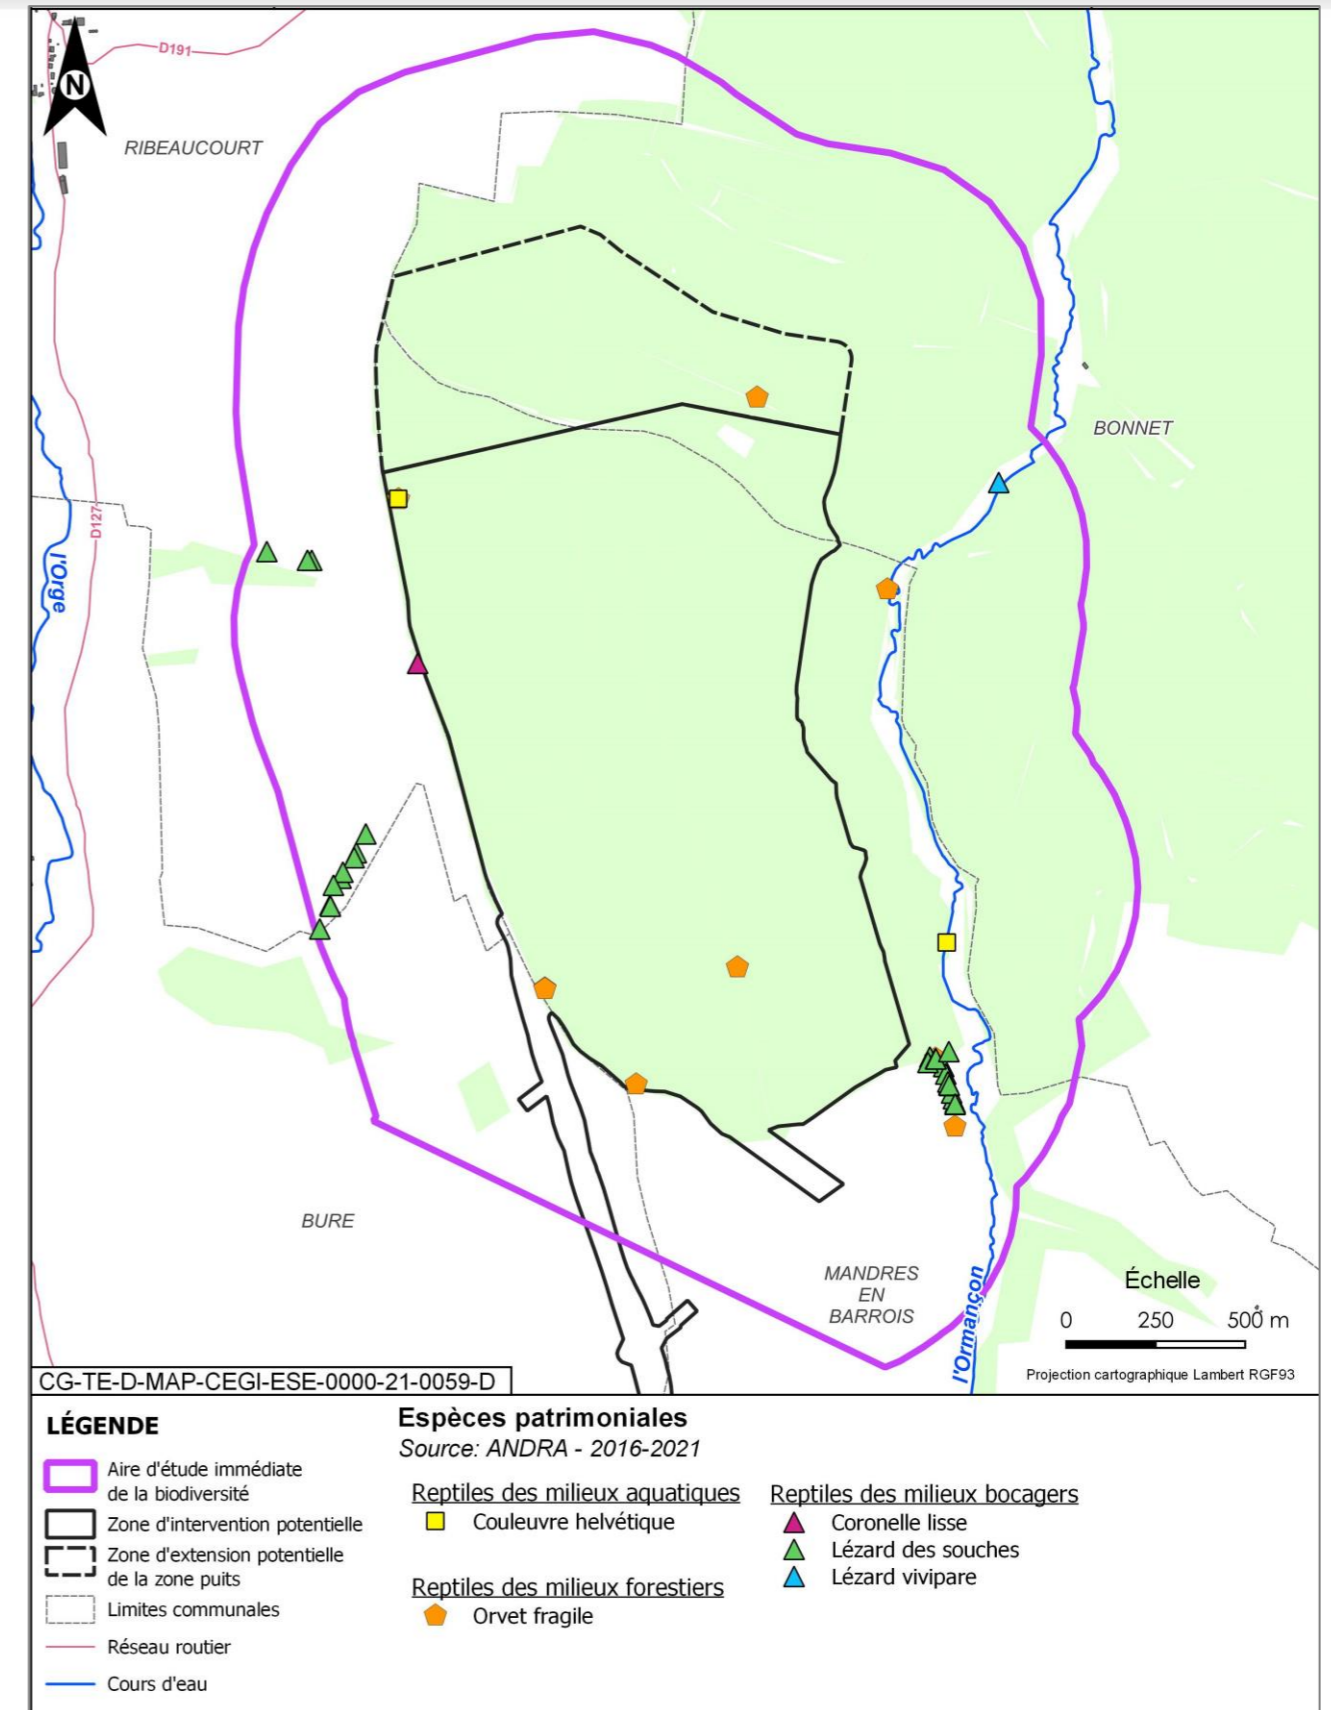 D191
N
RIBEAUCOURT
BONNET
D127
l'Orge
BURE
MANDRES
EN
BARROIS
l'Ormançon
Échelle
0 250 500 m
Projection cartographique Lambert RGF93
CG-TE-D-MAP-CEGI-ESE-0000-21-0059-D
LÉGENDE
Aire d'étude immédiate
de la biodiversité
Zone d'intervention potentielle
Zone d'extension potentielle
de la zone puits
Limites communales
Réseau routier
Cours d'eau
Espèces patrimoniales
Source: ANDRA - 2016-2021
Reptiles des milieux aquatiques
Couleuvre helvétique
Reptiles des milieux forestiers
Orvet fragile
Reptiles des milieux bocagers
Coronelle lisse
Lézard des souches
Lézard vivipare